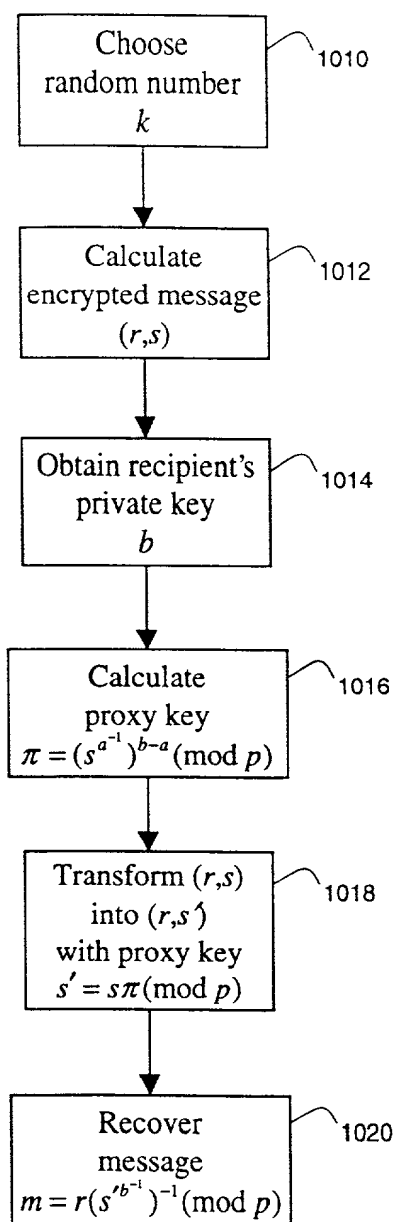 Choose
random number
k
1010
Calculate
encrypted message
(r,s)
1012
Obtain recipient's
private key
b
1014
Calculate
proxy key
π = (s^{a^{-1}})^{b-a} (mod p)
1016
Transform (r,s)
into (r,s′)
with proxy key
s′ = sπ(mod p)
1018
Recover
message
m = r(s′^{b^{-1}})^{-1} (mod p)
1020